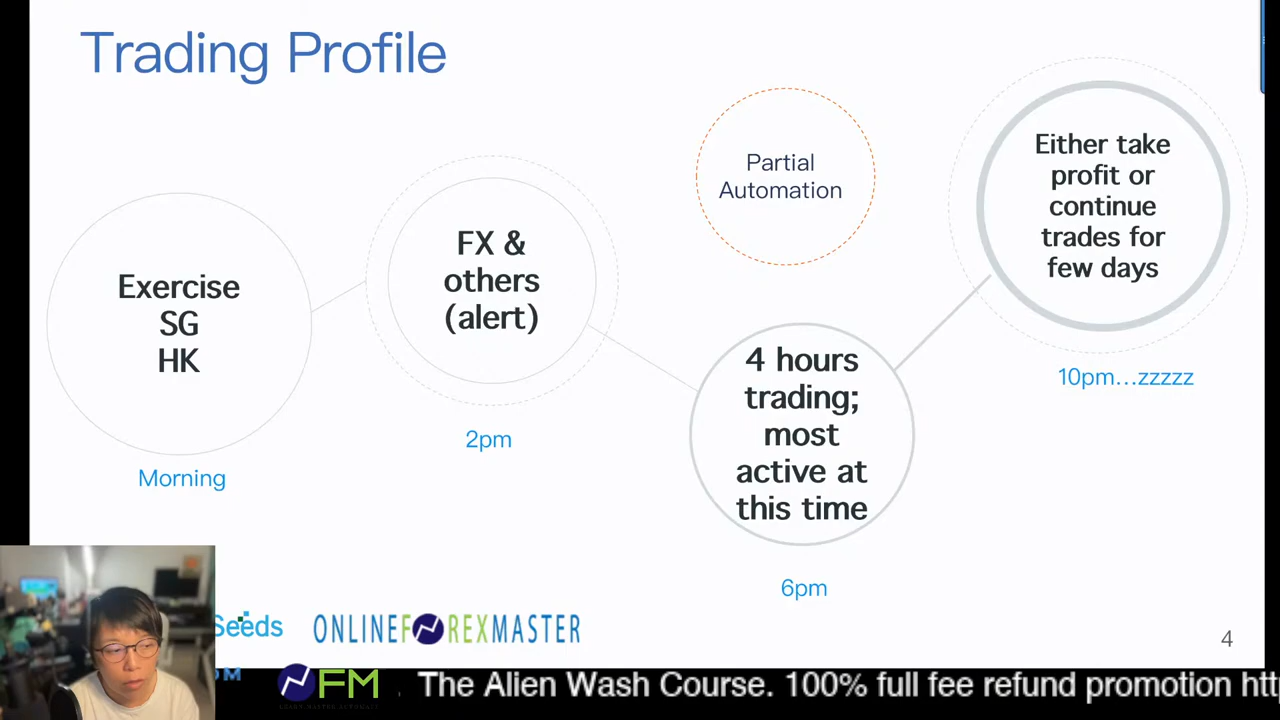 Trading Profile
Exercise
SG
HK
Morning
FX &
others
(alert)
2pm
Partial
Automation
4 hours
trading;
most
active at
this time
6pm
Either take
profit or
continue
trades for
few days
10pm...zzzzz
Seeds
ONLINEFOREXMASTER
4
OM
FM
The Alien Wash Course. 100% full fee refund promotion htt